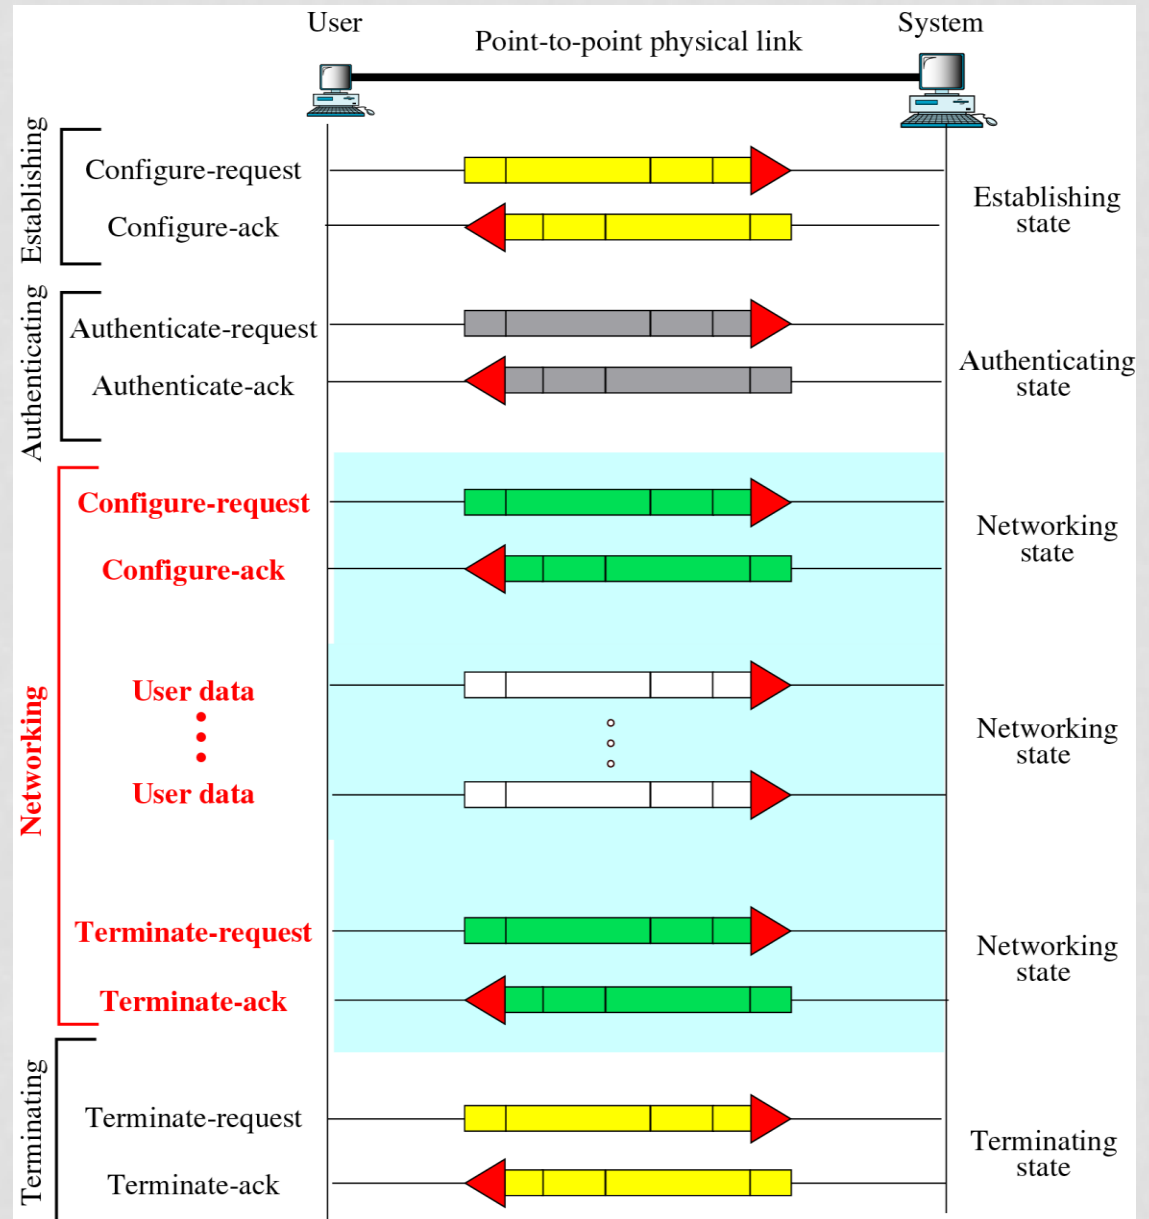 User
Point-to-point physical link
System
Establishing
Configure-request
Configure-ack
Establishing
state
Authenticating
Authenticate-request
Authenticate-ack
Authenticating
state
Networking
Configure-request
Configure-ack
Networking
state
User data
User data
Networking
state
Terminate-request
Terminate-ack
Networking
state
Terminating
Terminate-request
Terminate-ack
Terminating
state